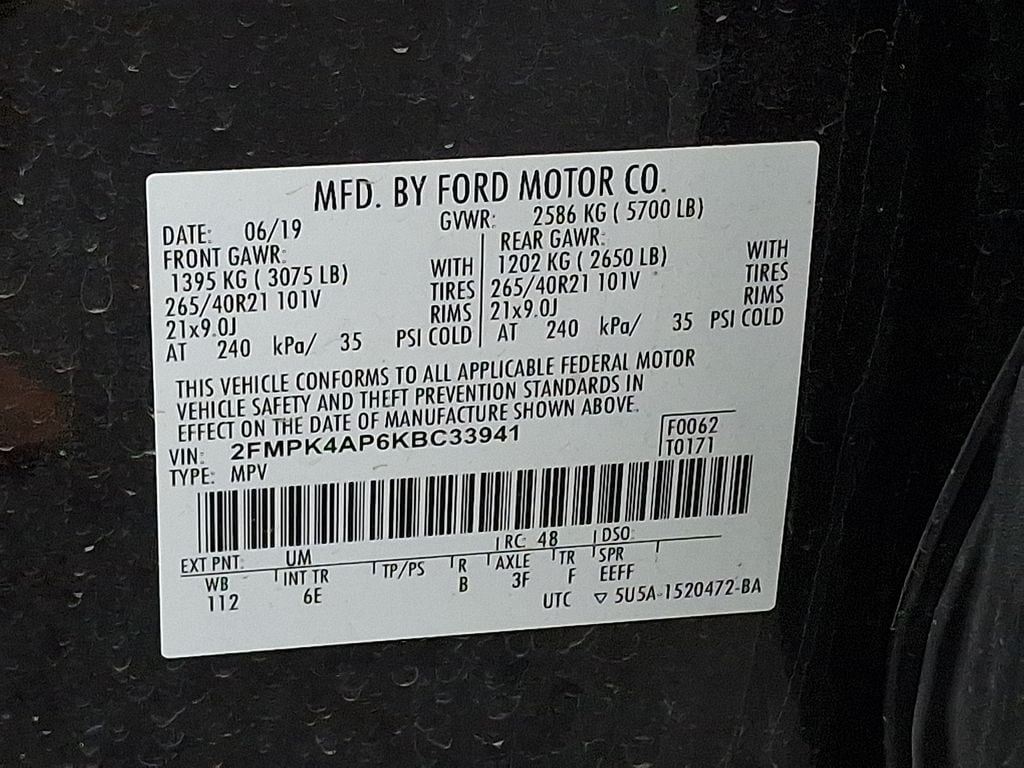 MFD. BY FORD MOTOR CO.
DATE: 06/19 GVWR: 2586 KG ( 5700 LB)
FRONT GAWR: REAR GAWR:
1395 KG ( 3075 LB) WITH 1202 KG ( 2650 LB) WITH
265/40R21 101V TIRES 265/40R21 101V TIRES
21x9.0J RIMS 21x9.0J RIMS
AT 240 kPa/ 35 PSI COLD AT 240 kPa/ 35 PSI COLD
THIS VEHICLE CONFORMS TO ALL APPLICABLE FEDERAL MOTOR
VEHICLE SAFETY AND THEFT PREVENTION STANDARDS IN
EFFECT ON THE DATE OF MANUFACTURE SHOWN ABOVE.
VIN: 2FMPK4AP6KBC33941 F0062
TYPE: MPV T0171
EXT PNT: UM RC: 48 DSO:
WB INT TR TP/PS R AXLE TR SPR
112 6E B 3F F EEFF
UTC ▽ 5U5A-1520472-BA